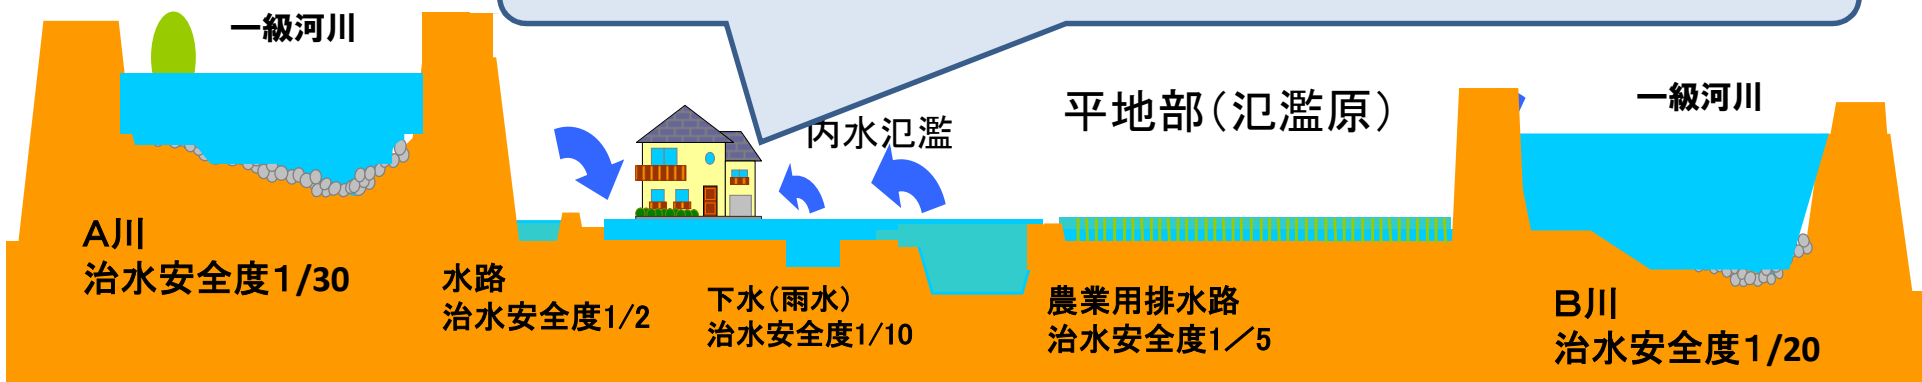 一級河川
一級河川
平地部(氾濫原)
内水氾濫
A川
治水安全度1/30
水路
治水安全度1/2
下水(雨水)
治水安全度1/10
農業用排水路
治水安全度1/5
B川
治水安全度1/20